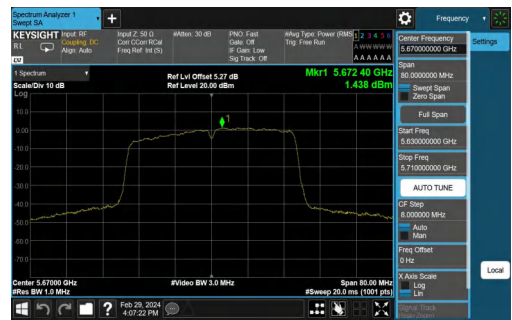 Spectrum Analyzer 1
Swept SA
+
Frequency
KEYSIGHT
Input: RF
Coupling: DC
Align: Auto
Input Z: 50 Ω
Corr CCorr RCal
Freq Ref: Int (S)
#Atten: 30 dB
PNO: Fast
Gate: Off
IF Gain: Low
Sig Track: Off
#Avg Type: Power (RMS
Trig: Free Run
1 2 3 4 5 6
A W W W W W
A A A A A A
LV
1 Spectrum
Scale/Div 10 dB
Log
Ref Lvl Offset 5.27 dB
Ref Level 20.00 dBm
Mkr1 5.672 40 GHz
1.438 dBm
1
10.0
0.00
-10.0
-20.0
-30.0
-40.0
-50.0
-60.0
-70.0
Center 5.67000 GHz
#Res BW 1.0 MHz
#Video BW 3.0 MHz
Span 80.00 MHz
#Sweep 20.0 ms (1001 pts)
Center Frequency
5.670000000 GHz
Settings
Span
80.0000000 MHz
Swept Span
Zero Span
Full Span
Start Freq
5.630000000 GHz
Stop Freq
5.710000000 GHz
AUTO TUNE
CF Step
8.000000 MHz
Auto
Man
Freq Offset
0 Hz
X Axis Scale
Log
Lin
Signal Track
Local
?
Feb 29, 2024
4:07:22 PM